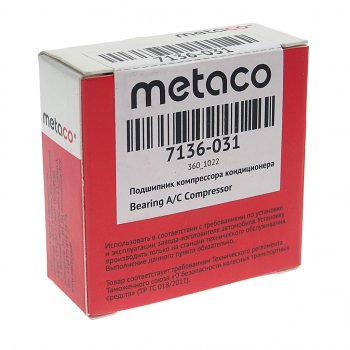 metaco
metaco
7136-031
360_1022
Подшипник компрессора кондиционера
Bearing A/C Compressor
Использовать в соответствии с требованиями по установке
и эксплуатации завода-изготовителя автомобиля. Установку
производить только на станции технического обслуживания.
Выполнение данного пункта обязательно.
Товар соответствует требованиям Технического регламента
Таможенного союза «О безопасности колесных транспортных
средств» (ТР ТС 018/2011).